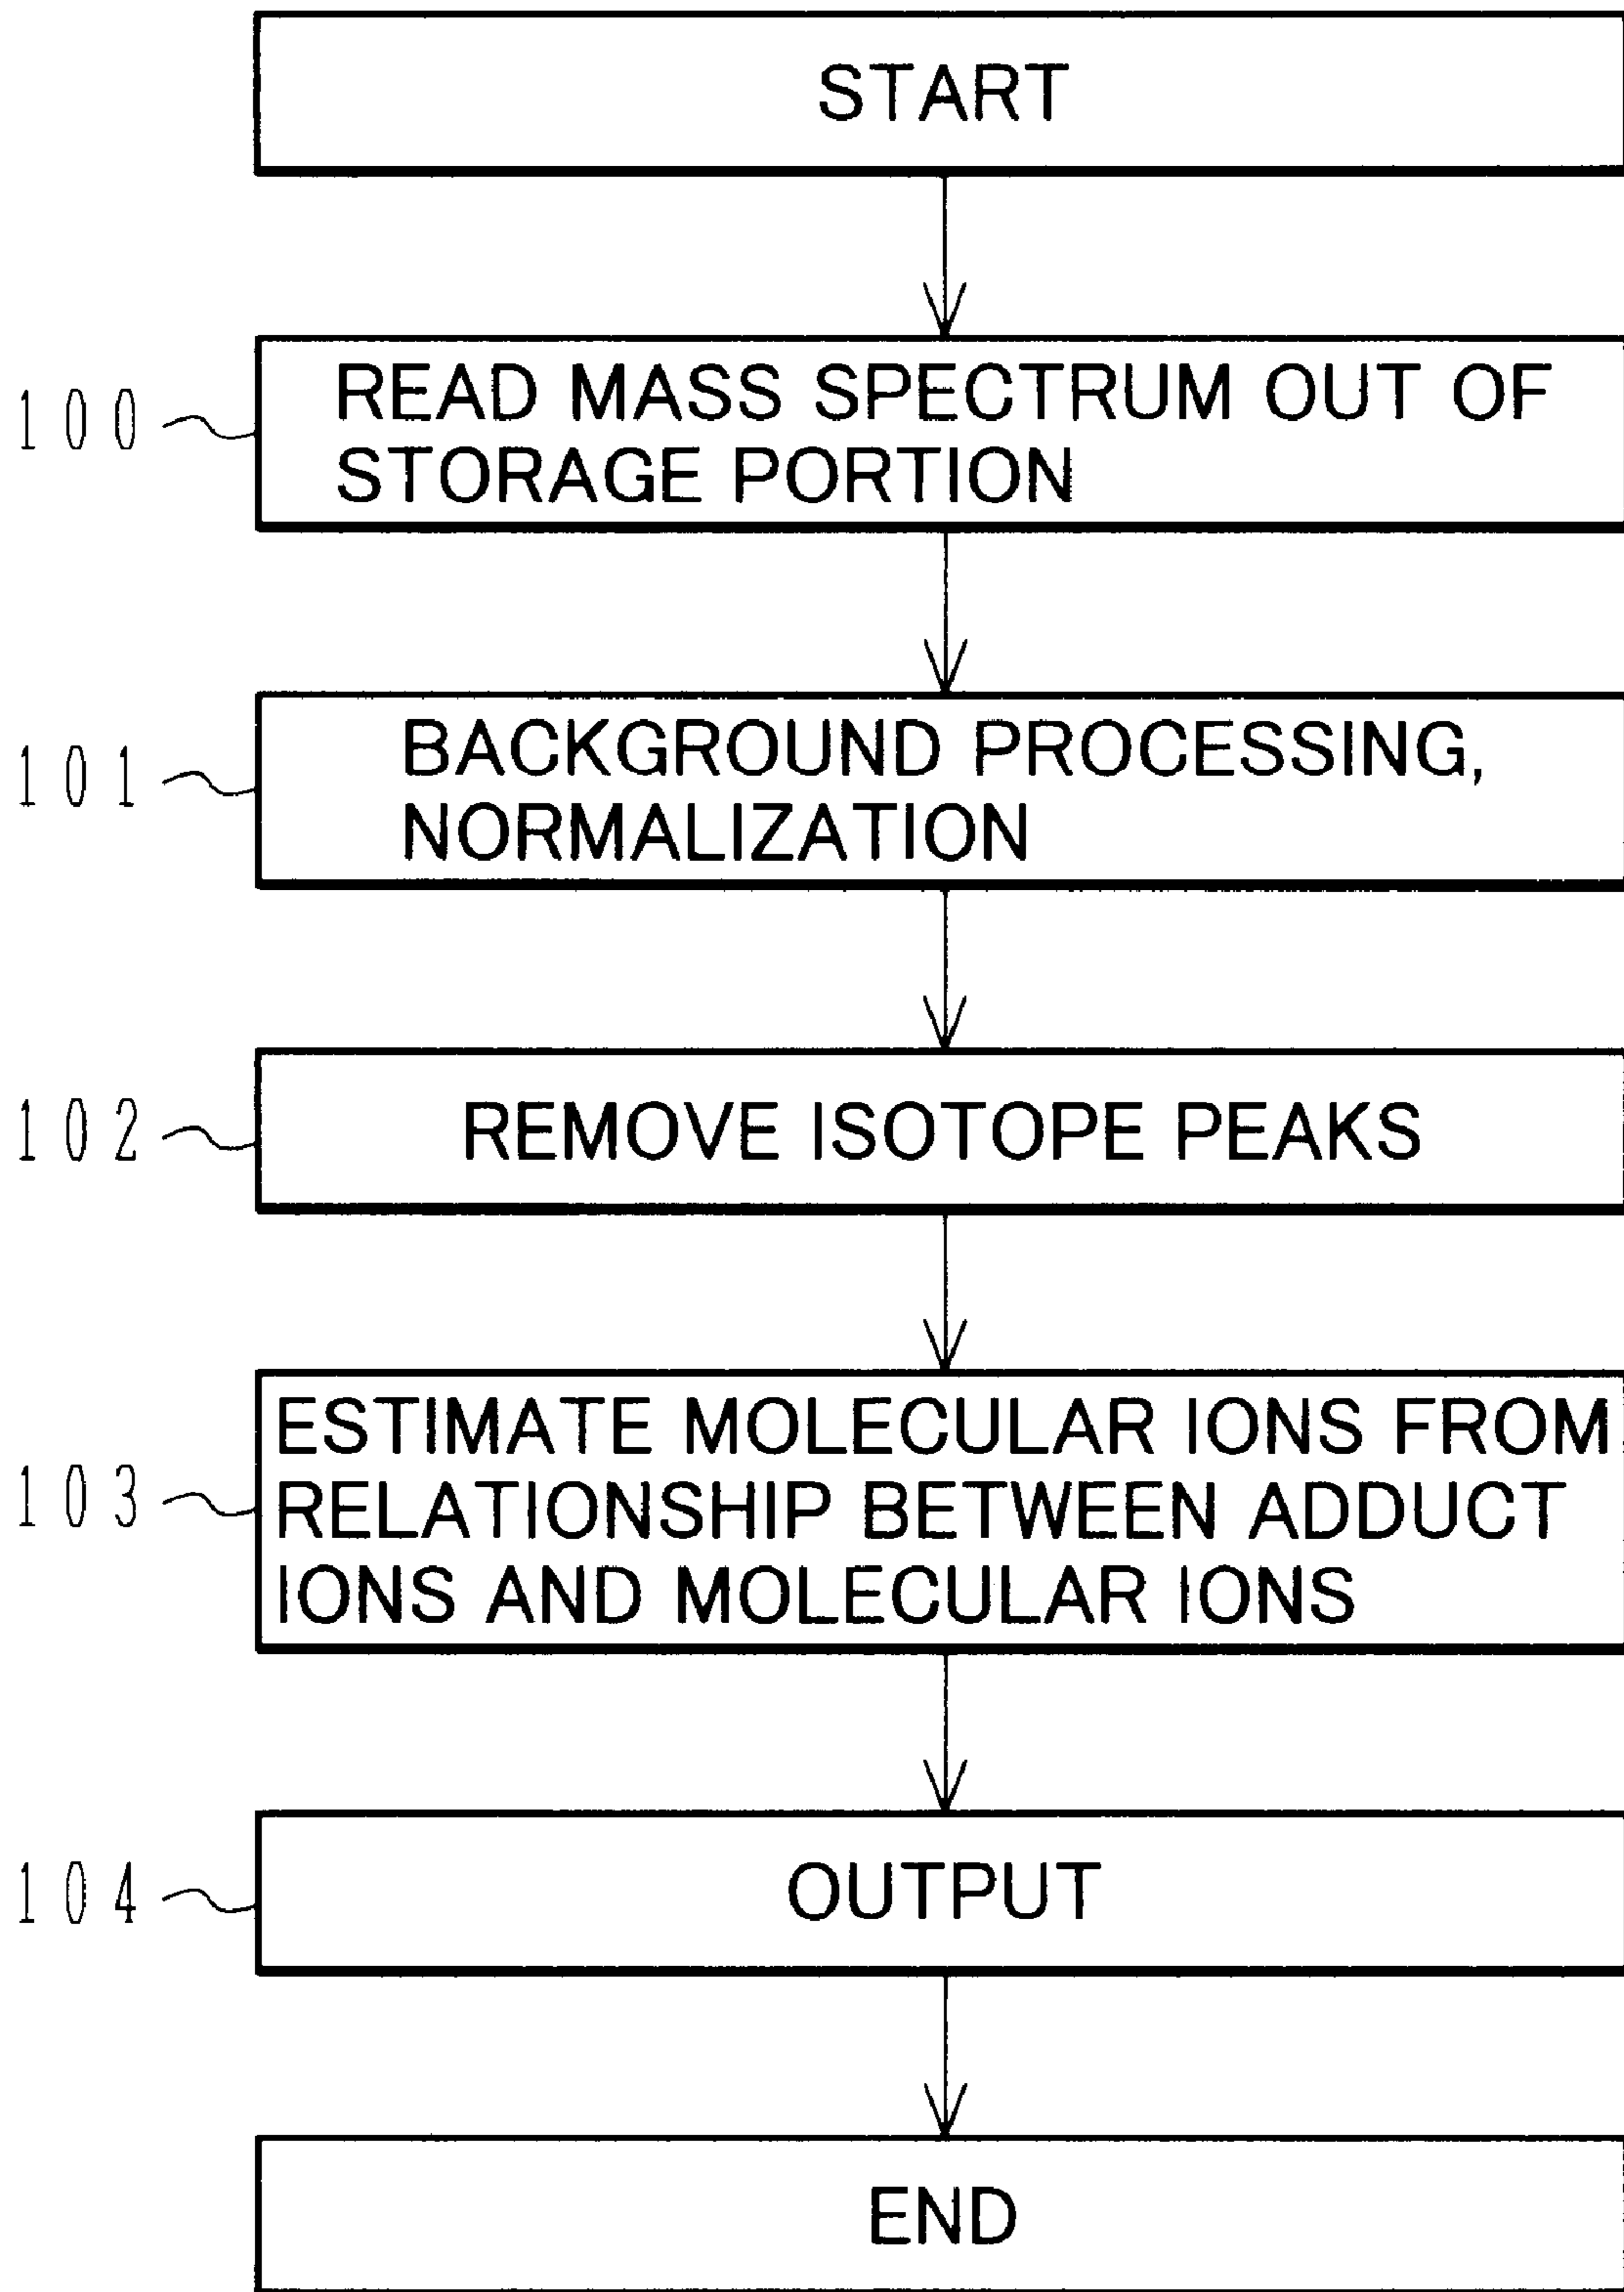 START
100
READ MASS SPECTRUM OUT OF
STORAGE PORTION
101
BACKGROUND PROCESSING,
NORMALIZATION
102
REMOVE ISOTOPE PEAKS
103
ESTIMATE MOLECULAR IONS FROM
RELATIONSHIP BETWEEN ADDUCT
IONS AND MOLECULAR IONS
104
OUTPUT
END